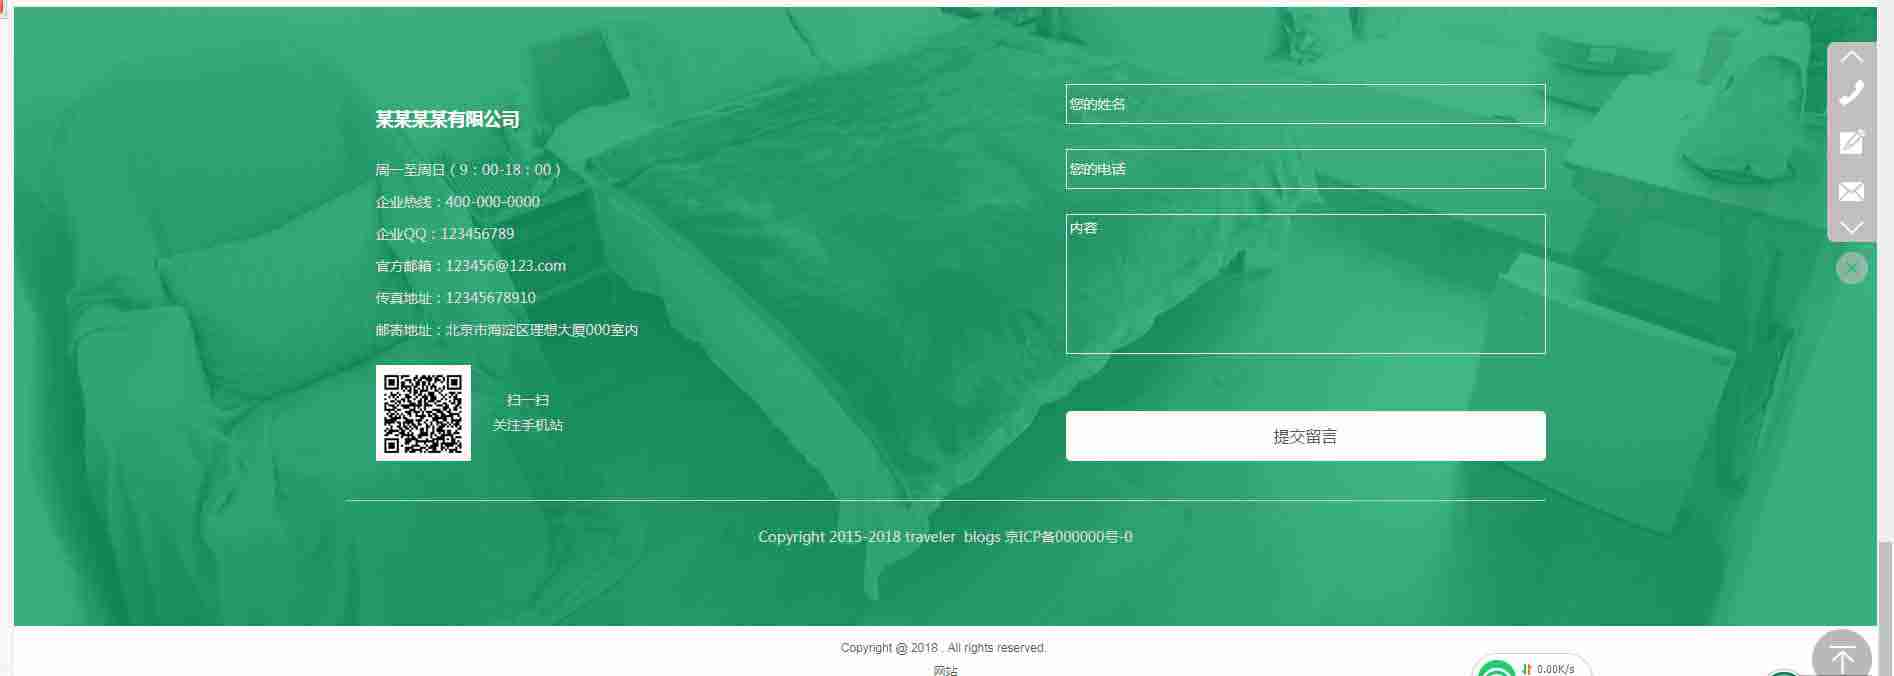 某某某某有限公司
周一至周日（9：00-18：00）
企业热线：400-000-0000
企业QQ：123456789
官方邮箱：123456@123.com
传真地址：12345678910
邮寄地址：北京市海淀区理想大厦000室内
扫一扫
关注手机站
您的姓名
您的电话
内容
提交留言
Copyright 2015-2018 traveler  blogs 京ICP备000000号-0
Copyright @ 2018 . All rights reserved.
网站
0.00K/s